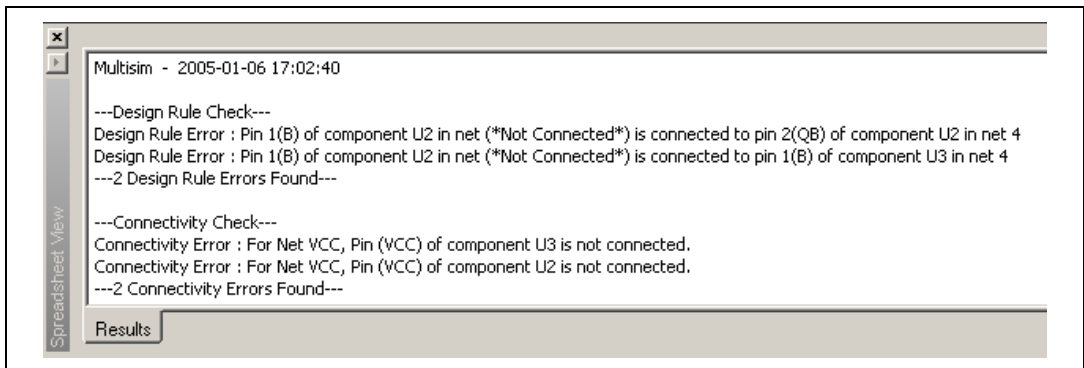 Multisim - 2005-01-06 17:02:40
---Design Rule Check---
Design Rule Error : Pin 1(B) of component U2 in net (*Not Connected*) is connected to pin 2(QB) of component U2 in net 4
Design Rule Error : Pin 1(B) of component U2 in net (*Not Connected*) is connected to pin 1(B) of component U3 in net 4
---2 Design Rule Errors Found---
---Connectivity Check---
Connectivity Error : For Net VCC, Pin (VCC) of component U3 is not connected.
Connectivity Error : For Net VCC, Pin (VCC) of component U2 is not connected.
---2 Connectivity Errors Found---
Results
Spreadsheet View